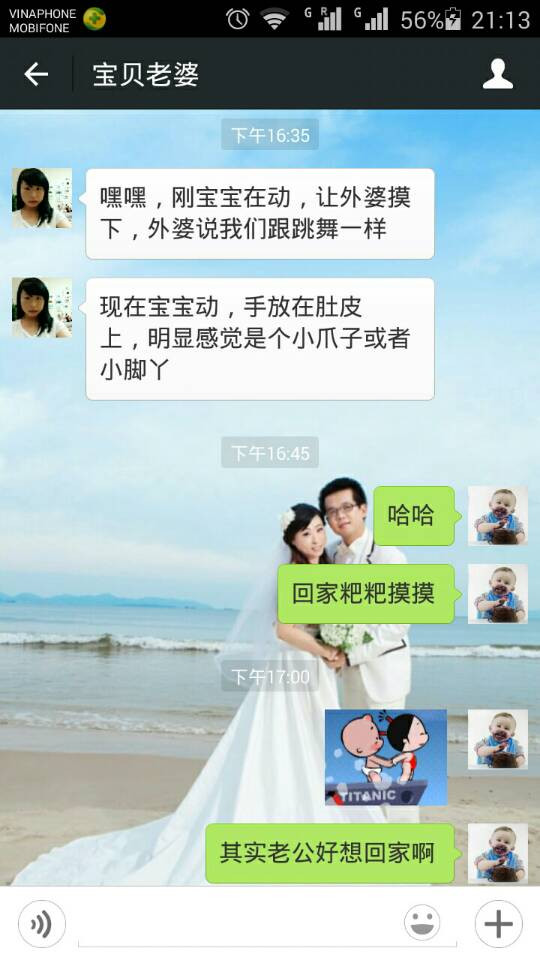 VINAPHONE
MOBIFONE
G R G 56% 21:13
宝贝老婆
下午16:35
嘿嘿，刚宝宝在动，让外婆摸
下，外婆说我们跟跳舞一样
现在宝宝动，手放在肚皮
上，明显感觉是个小爪子或者
小脚丫
下午16:45
哈哈
回家粑粑摸摸
下午17:00
TITANIC
其实老公好想回家啊